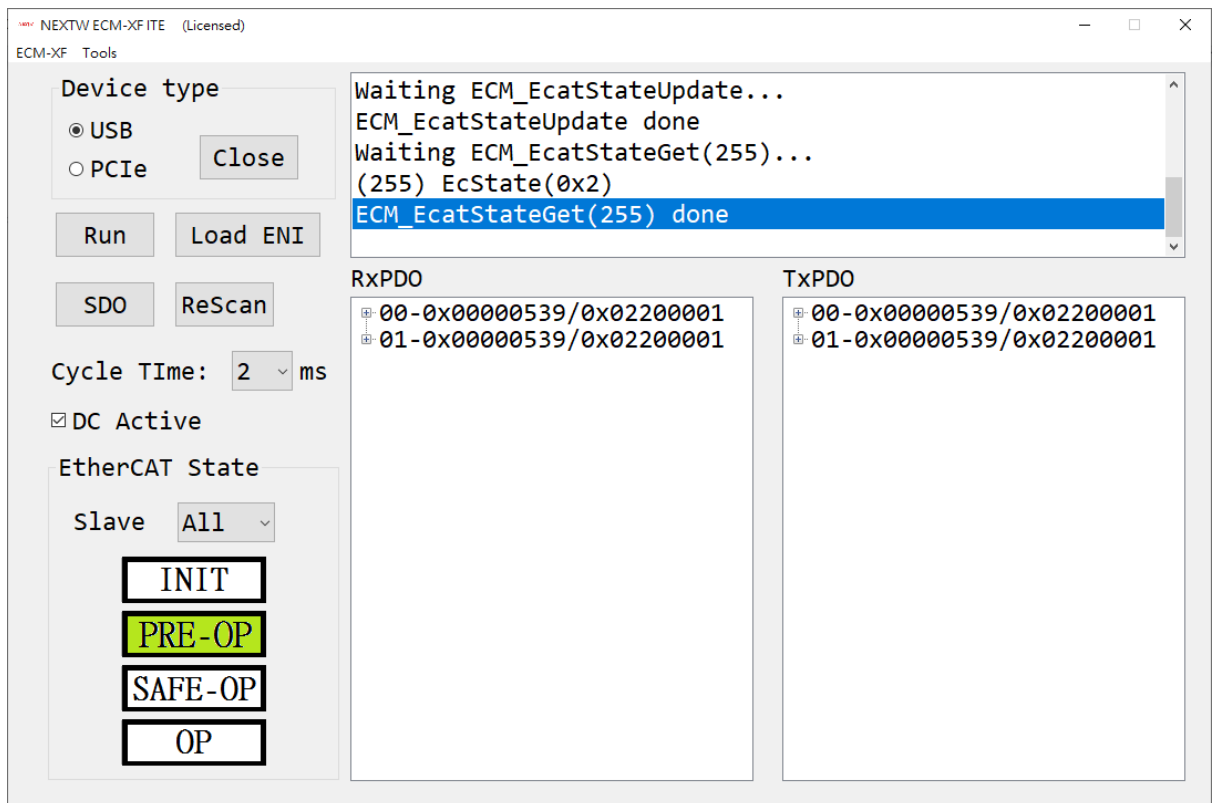 NEXTW ECM-XF ITE (Licensed)
ECM-XF Tools
Device type
USB
PCIe
Close
Run
Load ENI
SDO
ReScan
Cycle TIme: 2 ms
DC Active
EtherCAT State
Slave All
INIT
PRE-OP
SAFE-OP
OP
Waiting ECM_EcatStateUpdate...
ECM_EcatStateUpdate done
Waiting ECM_EcatStateGet(255)...
(255) EcState(0x2)
ECM_EcatStateGet(255) done
RxPDO
00-0x00000539/0x02200001
01-0x00000539/0x02200001
TxPDO
00-0x00000539/0x02200001
01-0x00000539/0x02200001